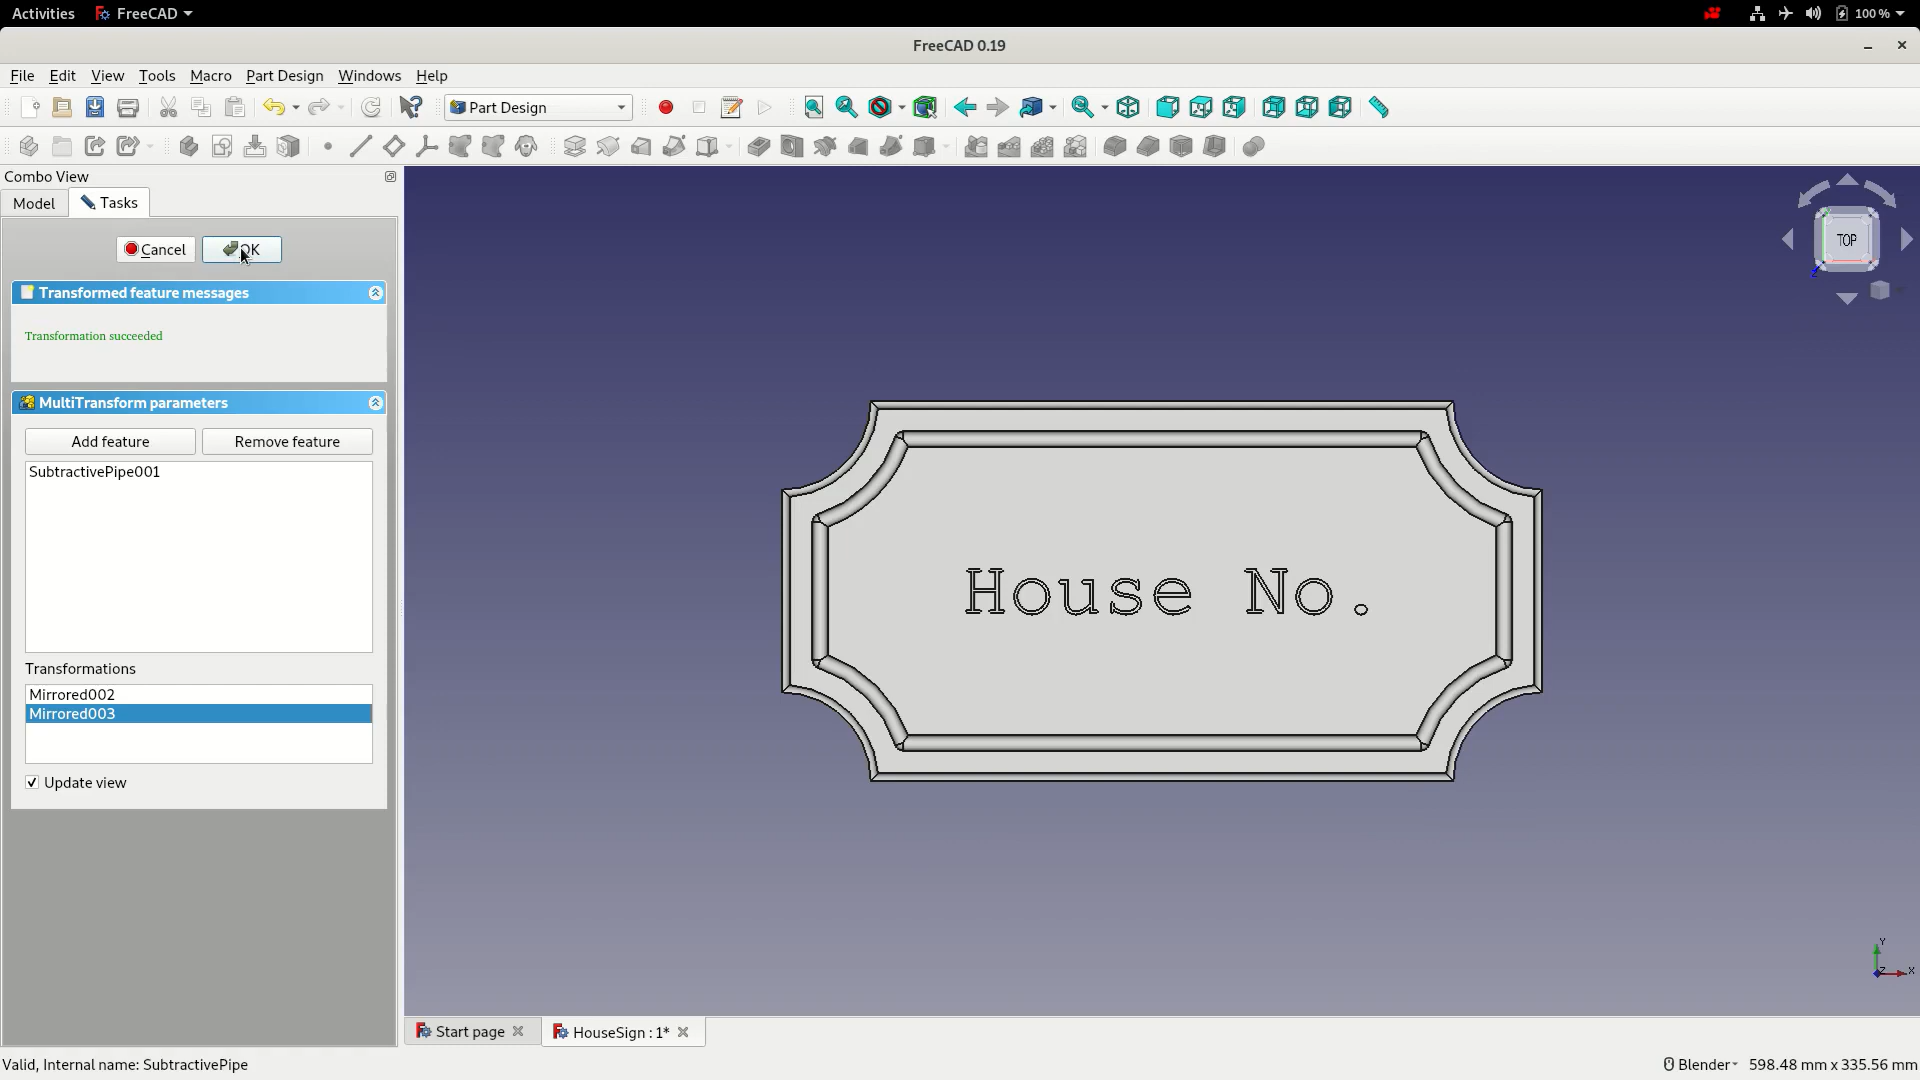 Activities FreeCAD 100 %
FreeCAD 0.19
File Edit View Tools Macro Part Design Windows Help
Part Design
Combo View
Model Tasks
Cancel OK
TOP
Transformed feature messages
Transformation succeeded
MultiTransform parameters
Add feature Remove feature
SubtractivePipe001
House No.
Transformations
Mirrored002
Mirrored003
Update view
Y
Z X
Start page HouseSign : 1*
Valid, Internal name: SubtractivePipe Blender 598.48 mm x 335.56 mm